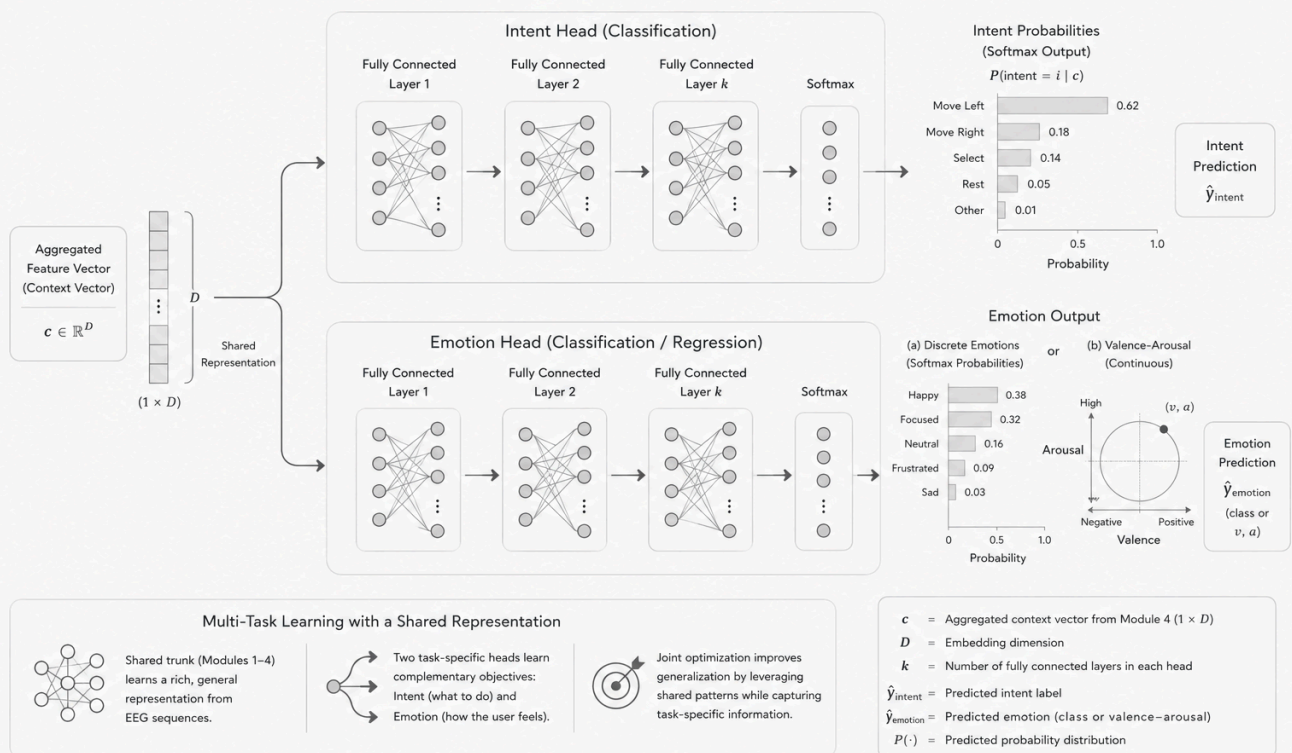 Intent Head (Classification)
Fully Connected
Layer 1
Fully Connected
Layer 2
Fully Connected
Layer k
Softmax
Intent Probabilities
(Softmax Output)
P(intent = i | c)
Move Left
0.62
Move Right
0.18
Select
0.14
Rest
0.05
Other
0.01
0
0.5
1.0
Probability
Intent
Prediction
ŷintent
Aggregated
Feature Vector
(Context Vector)
c ∈ ℝᴰ
D
(1 × D)
Shared
Representation
Emotion Head (Classification / Regression)
Fully Connected
Layer 1
Fully Connected
Layer 2
Fully Connected
Layer k
Softmax
Emotion Output
(a) Discrete Emotions
(Softmax Probabilities)
or
(b) Valence-Arousal
(Continuous)
Happy
0.38
Focused
0.32
Neutral
0.16
Frustrated
0.09
Sad
0.03
0
0.5
1.0
Probability
High
(v, a)
Arousal
Negative
Positive
Valence
Emotion
Prediction
ŷemotion
(class or
v, a)
Multi-Task Learning with a Shared Representation
Shared trunk (Modules 1–4)
learns a rich, general
representation from
EEG sequences.
Two task-specific heads learn
complementary objectives:
Intent (what to do) and
Emotion (how the user feels).
Joint optimization improves
generalization by leveraging
shared patterns while capturing
task-specific information.
c = Aggregated context vector from Module 4 (1 × D)
D = Embedding dimension
k = Number of fully connected layers in each head
ŷintent = Predicted intent label
ŷemotion = Predicted emotion (class or valence–arousal)
P(·) = Predicted probability distribution